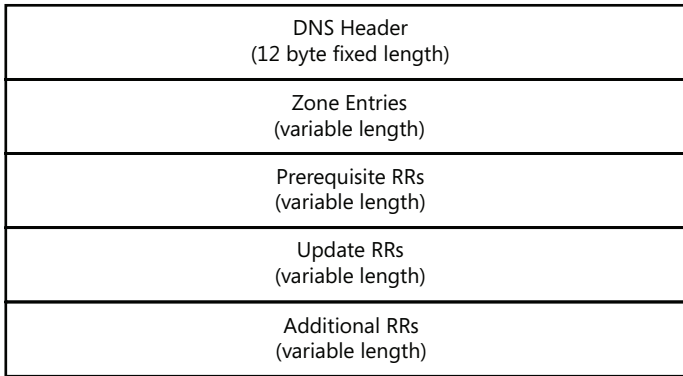 DNS Header
(12 byte fixed length)
Zone Entries
(variable length)
Prerequisite RRs
(variable length)
Update RRs
(variable length)
Additional RRs
(variable length)